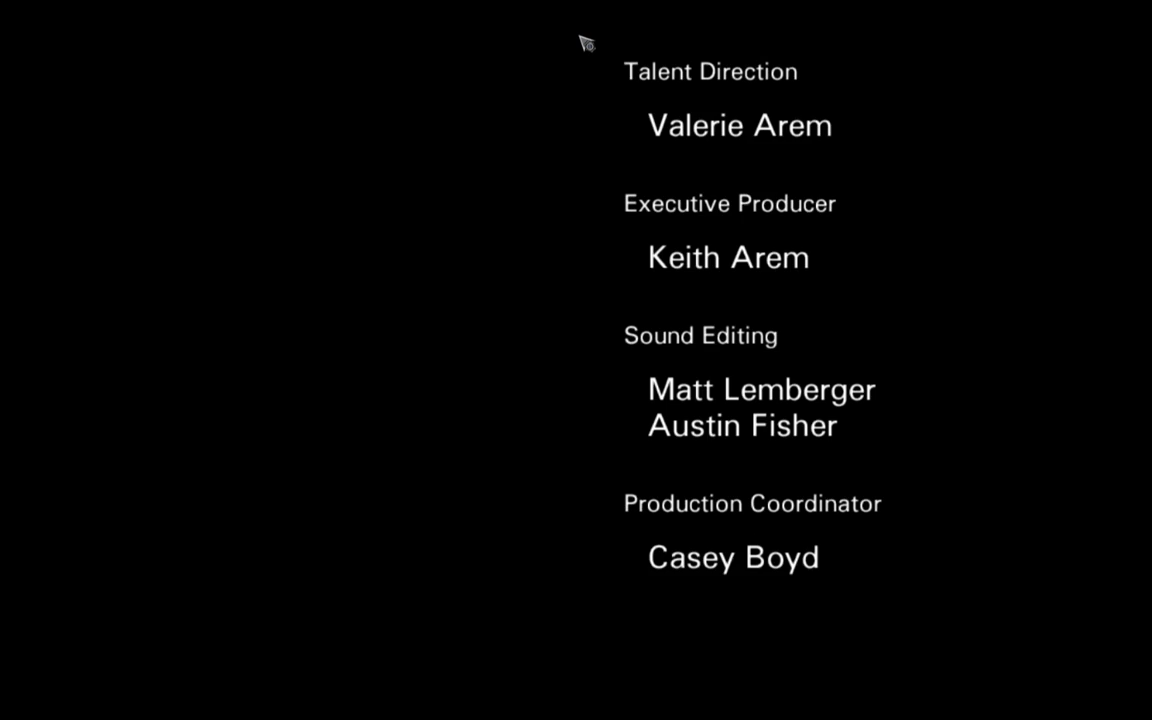 Talent Direction
Valerie Arem
Executive Producer
Keith Arem
Sound Editing
Matt Lemberger
Austin Fisher
Production Coordinator
Casey Boyd